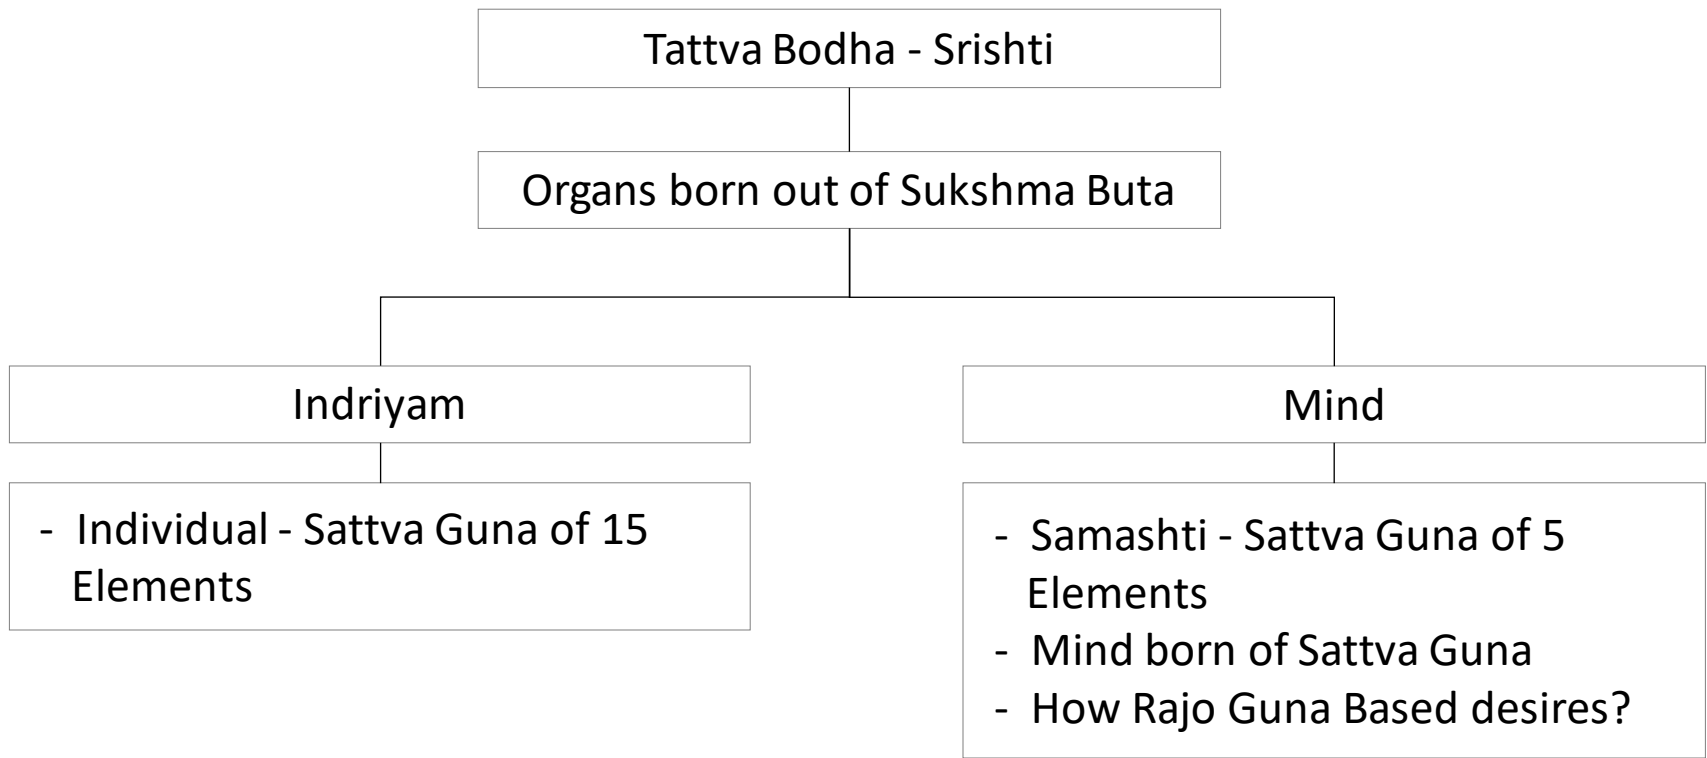 Tattva Bodha - Srishti
Organs born out of Sukshma Buta
Indriyam
- Individual - Sattva Guna of 15
Elements
Mind
- Samashti - Sattva Guna of 5
Elements
- Mind born of Sattva Guna
- How Rajo Guna Based desires?